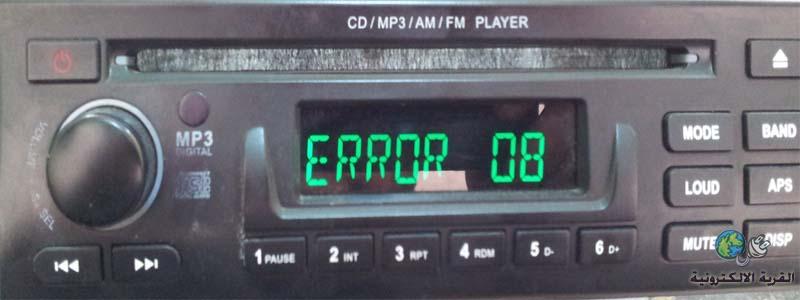 CD / MP3 / AM / FM PLAYER
MP3
DIGITAL
ERROR 08
MODE BAND
LOUD APS
MUTE DISP
SEL
1 PAUSE 2 INT 3 RPT 4 RDM 5 D- 6 D+
القرية الالكترونية